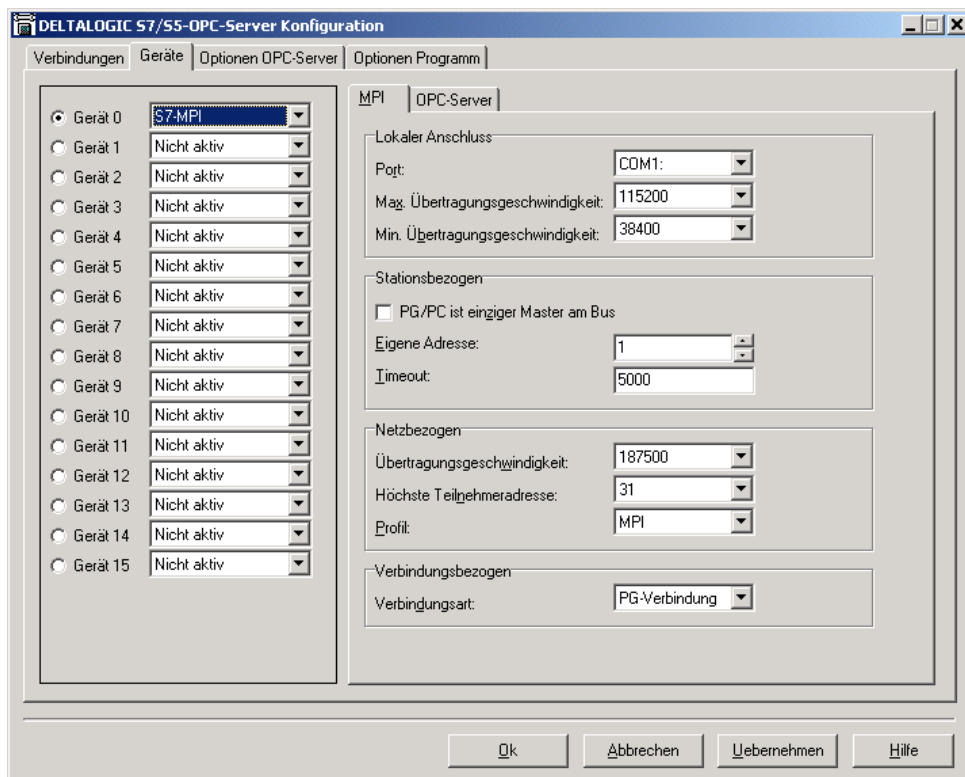 DELTALOGIC S7/S5-OPC-Server Konfiguration
Verbindungen Geräte Optionen OPC-Server Optionen Programm
Gerät 0 S7-MPI
Gerät 1 Nicht aktiv
Gerät 2 Nicht aktiv
Gerät 3 Nicht aktiv
Gerät 4 Nicht aktiv
Gerät 5 Nicht aktiv
Gerät 6 Nicht aktiv
Gerät 7 Nicht aktiv
Gerät 8 Nicht aktiv
Gerät 9 Nicht aktiv
Gerät 10 Nicht aktiv
Gerät 11 Nicht aktiv
Gerät 12 Nicht aktiv
Gerät 13 Nicht aktiv
Gerät 14 Nicht aktiv
Gerät 15 Nicht aktiv
MPI OPC-Server
Lokaler Anschluss
Port: COM1:
Max. Übertragungsgeschwindigkeit: 115200
Min. Übertragungsgeschwindigkeit: 38400
Stationsbezogen
PG/PC ist einziger Master am Bus
Eigene Adresse: 1
Timeout: 5000
Netzbezogen
Übertragungsgeschwindigkeit: 187500
Höchste Teilnehmeradresse: 31
Profil: MPI
Verbindungsbezogen
Verbindungsart: PG-Verbindung
Ok Abbrechen Uebernehmen Hilfe